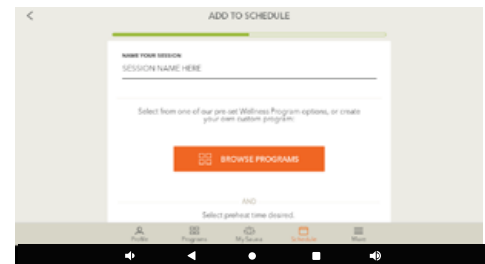 ADD TO SCHEDULE
NAME YOUR SESSION
SESSION NAME HERE
Select from one of our pre-set Wellness Program options, or create
your own custom program.
BROWSE PROGRAMS
AND
Select preheat time desired.
Profile
Programs
My Sauna
Schedule
More